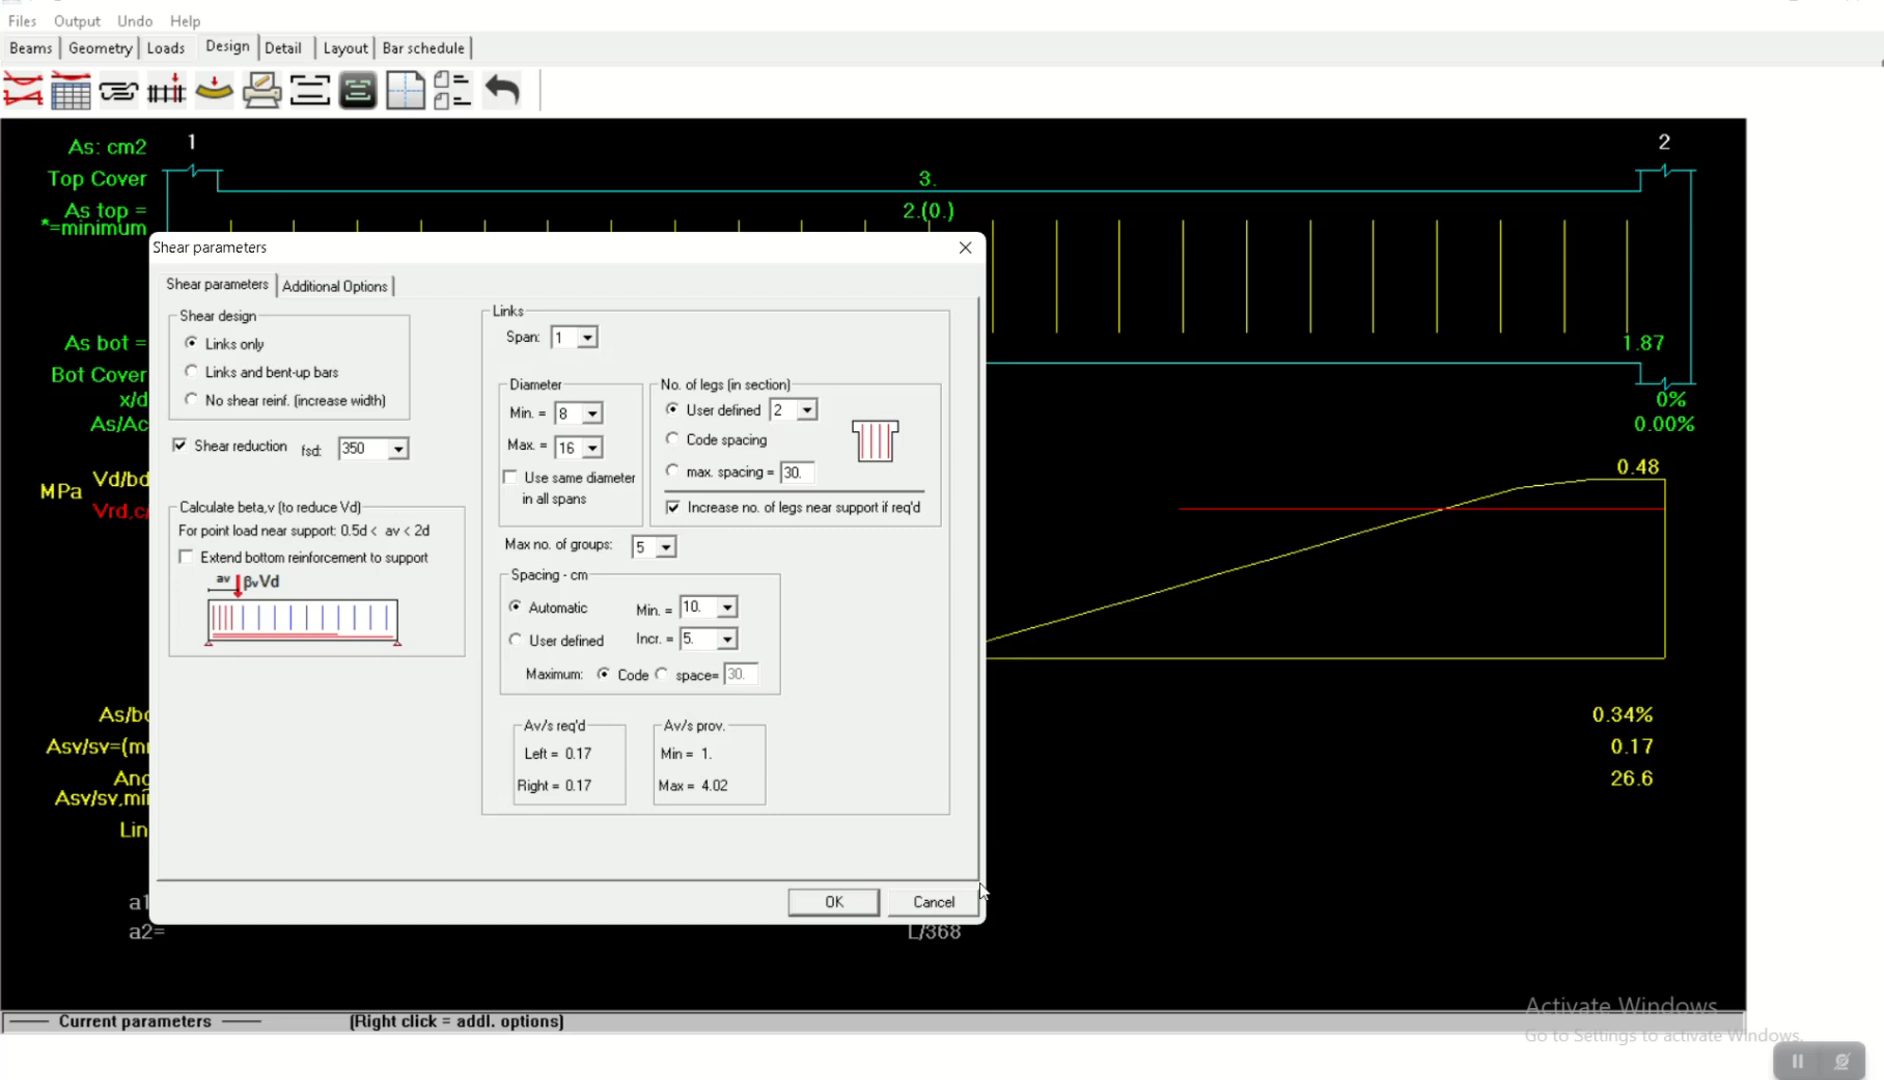 Files Output Undo Help
Beams Geometry Loads Design Detail Layout Bar schedule
As: cm2 1 2
Top Cover 3.
As top = 2.(0.)
*=minimum
Shear parameters
Shear parameters Additional Options
Shear design
Links only
Links and bent-up bars
No shear reinf. (increase width)
Shear reduction fsd: 350
Calculate beta,v (to reduce Vd)
For point load near support: 0.5d < av < 2d
Extend bottom reinforcement to support
av βvVd
Links
Span: 1
Diameter
Min. = 8
Max. = 16
Use same diameter
in all spans
No. of legs (in section)
User defined 2
Code spacing
max. spacing = 30.
Increase no. of legs near support if req'd
Max no. of groups: 5
Spacing - cm
Automatic Min. = 10.
User defined Incr. = 5.
Maximum: Code space= 30.
Av/s req'd
Left = 0.17
Right = 0.17
Av/s prov.
Min = 1.
Max = 4.02
OK Cancel
As bot = 1.87
Bot Cover
x/d 0%
As/Ac 0.00%
MPa Vd/bd 0.48
Vrd,c/
As/bd 0.34%
Asv/sv=(m 0.17
Ang 26.6
Asv/sv,mi
Lin
a1
a2= L/368
Current parameters (Right click = addl. options)
Activate Windows
Go to Settings to activate Windows.